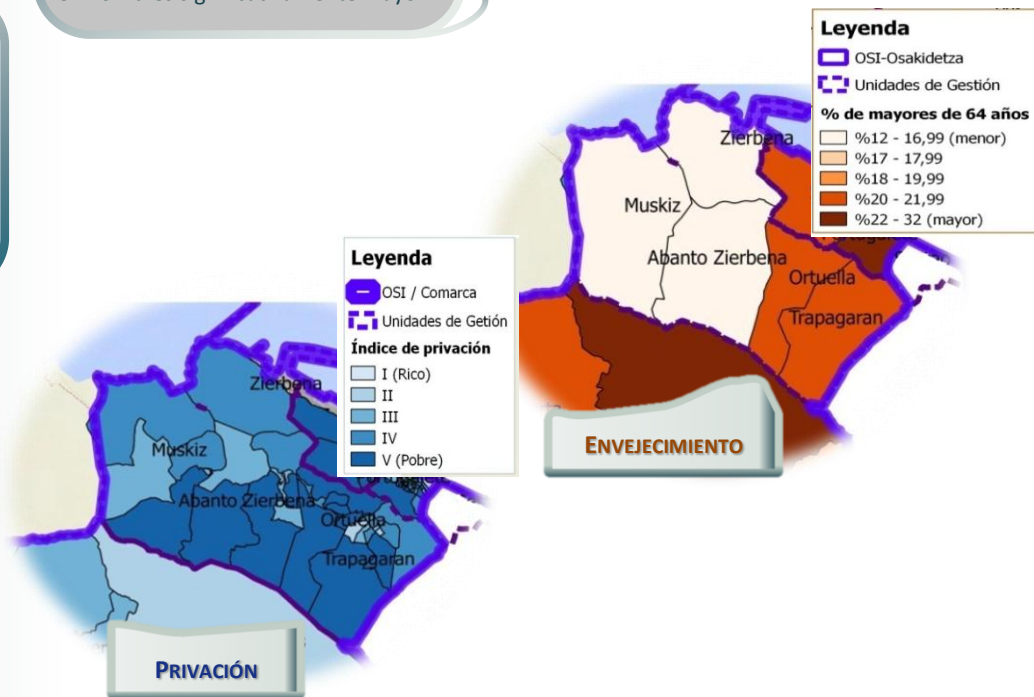 Leyenda
OSI-Osakidetza
Unidades de Gestión
% de mayores de 64 años
%12 - 16,99 (menor)
%17 - 17,99
%18 - 19,99
%20 - 21,99
%22 - 32 (mayor)
Zierbena
Muskiz
Abanto Zierbena
Ortuella
Trapagaran
ENVEJECIMIENTO
Leyenda
OSI / Comarca
Unidades de Getión
Índice de privación
I (Rico)
II
III
IV
V (Pobre)
Zierbena
Muskiz
Abanto Zierbena
Ortuella
Trapagaran
PRIVACIÓN